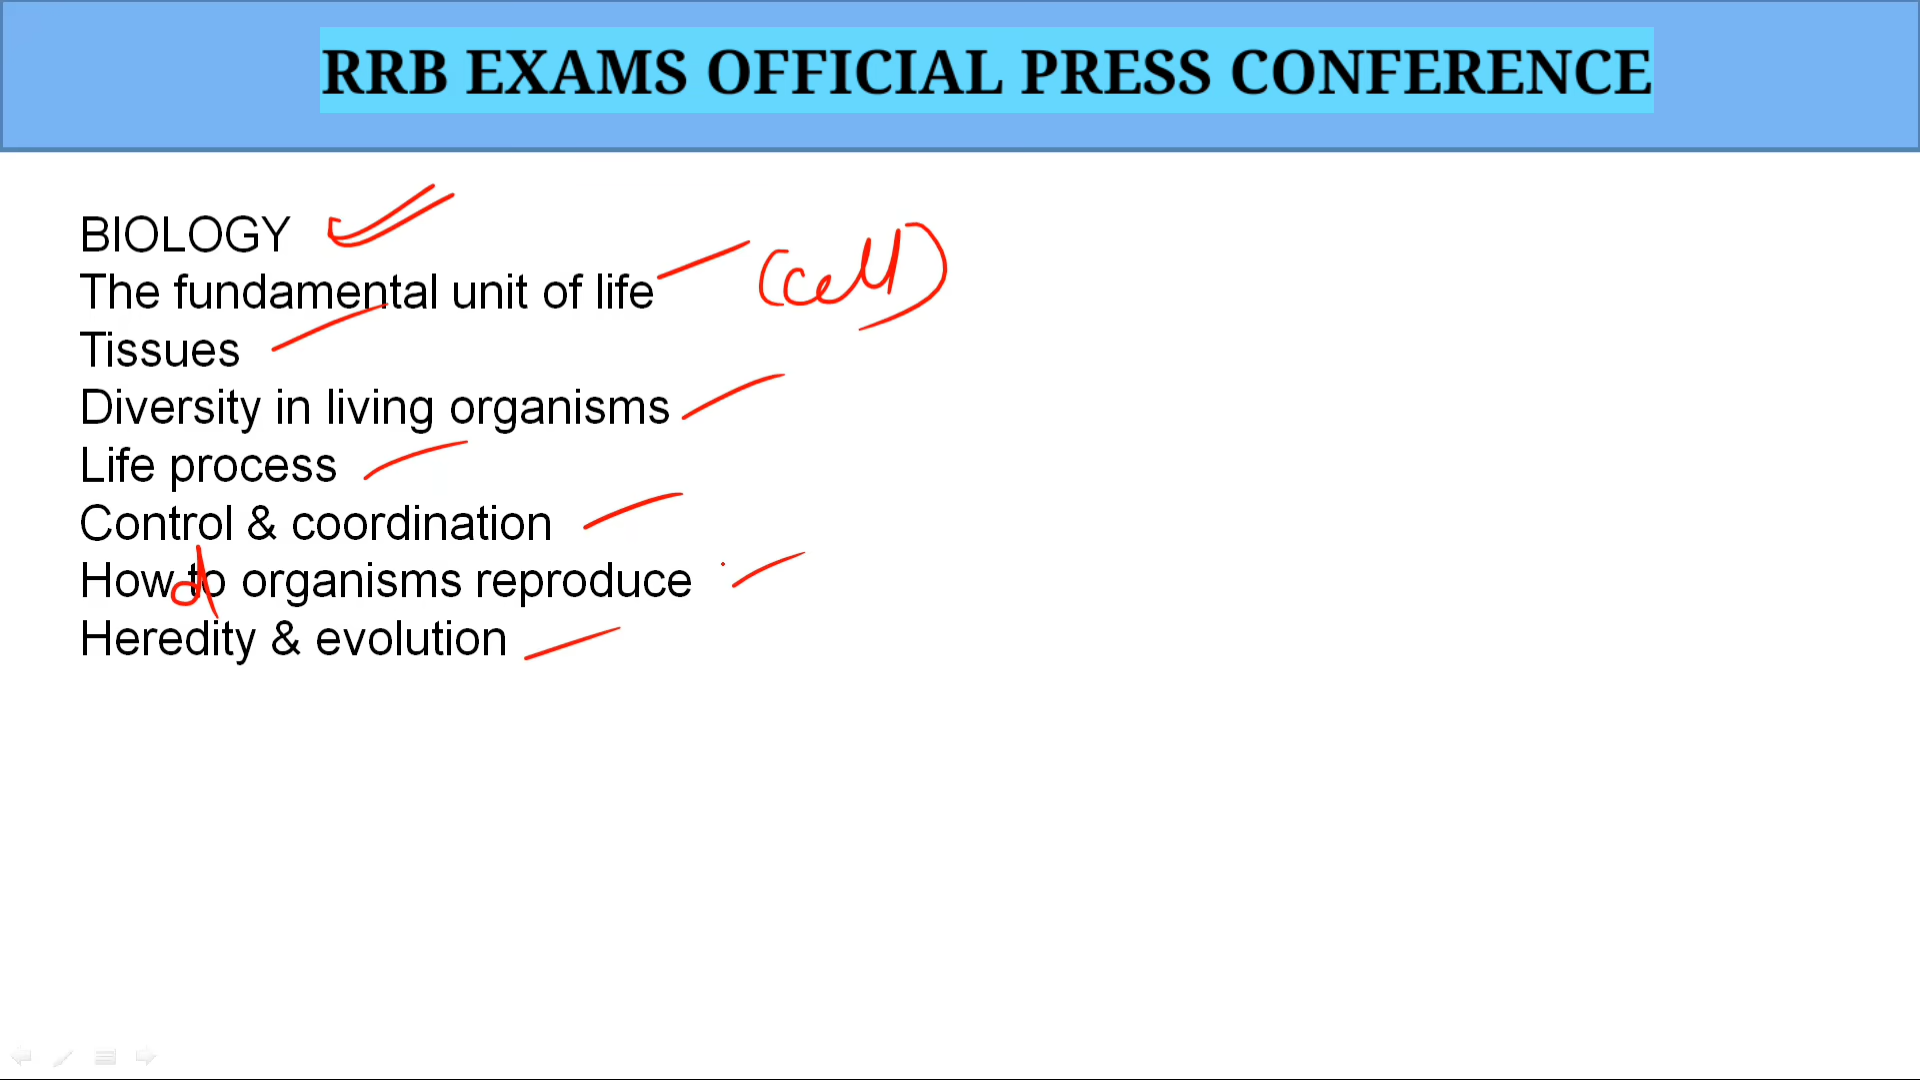 RRB EXAMS OFFICIAL PRESS CONFERENCE
BIOLOGY
The fundamental unit of life (cell)
Tissues
Diversity in living organisms
Life process
Control & coordination
How to organisms reproduce
d
Heredity & evolution